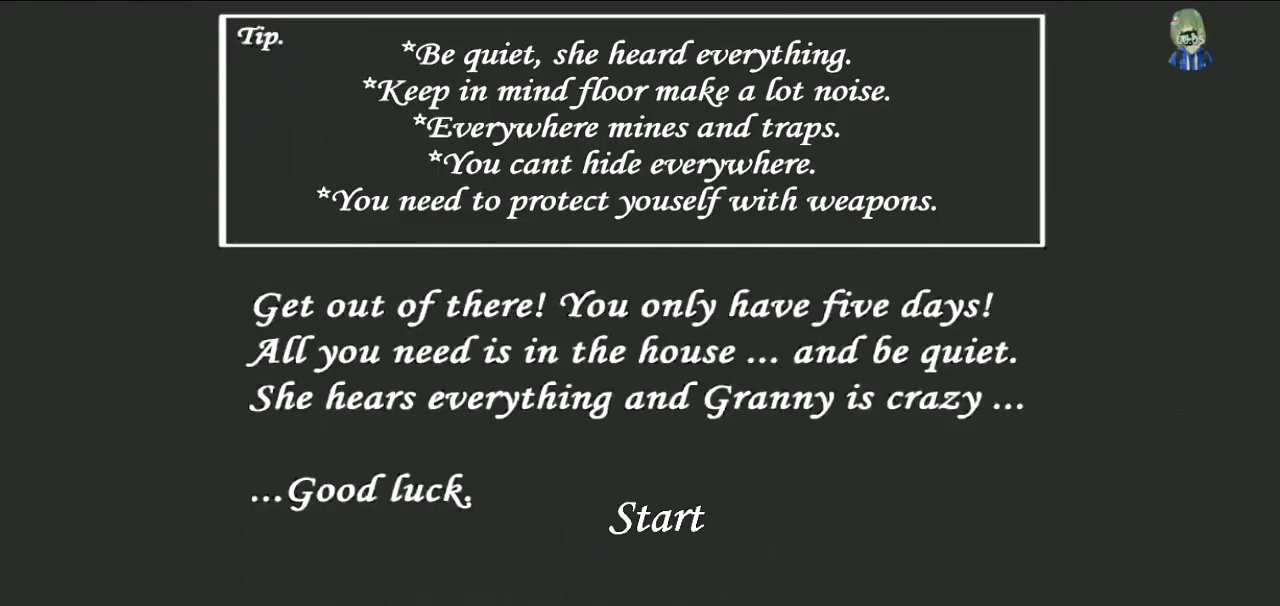 Tip.
*Be quiet, she heard everything.
*Keep in mind floor make a lot noise.
*Everywhere mines and traps.
*You cant hide everywhere.
*You need to protect youself with weapons.
Get out of there! You only have five days!
All you need is in the house ... and be quiet.
She hears everything and Granny is crazy ...
...Good luck.
Start